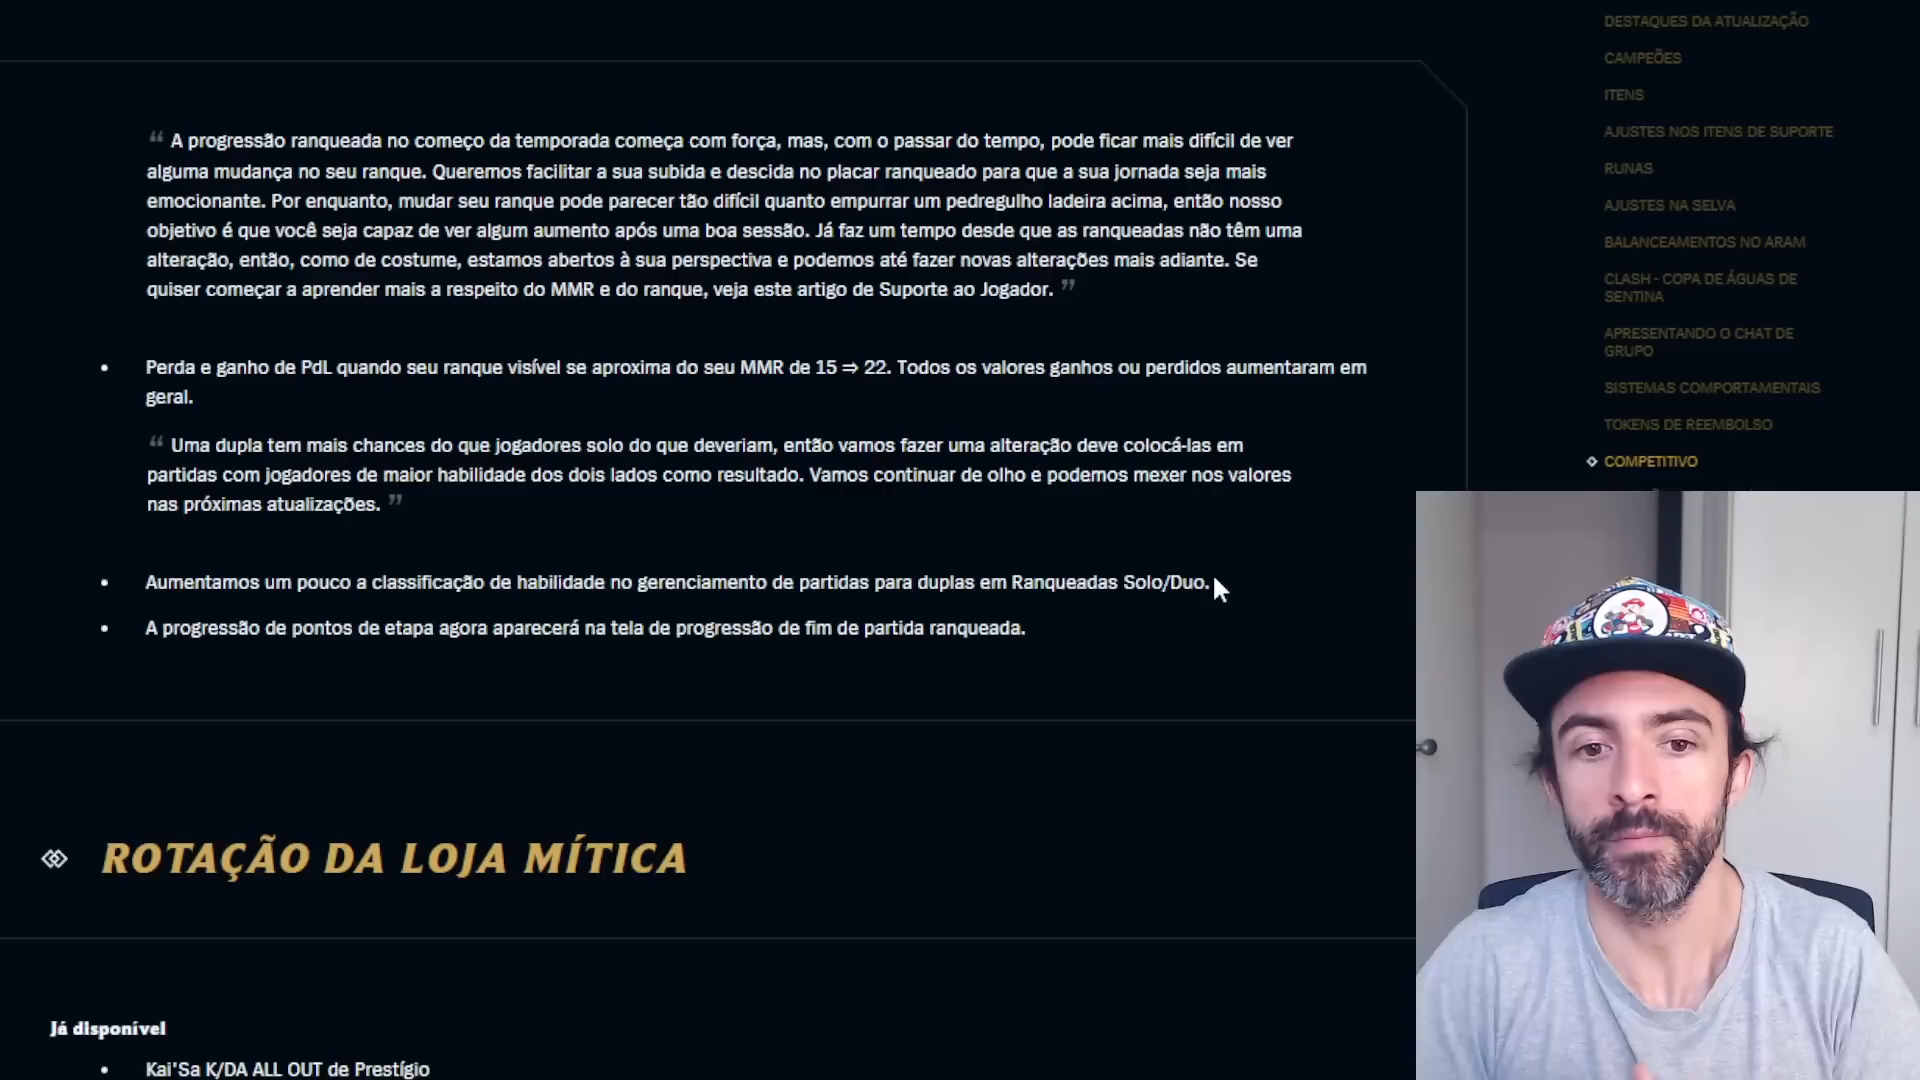 “ A progressão ranqueada no começo da temporada começa com força, mas, com o passar do tempo, pode ficar mais difícil de ver
alguma mudança no seu ranque. Queremos facilitar a sua subida e descida no placar ranqueado para que a sua jornada seja mais
emocionante. Por enquanto, mudar seu ranque pode parecer tão difícil quanto empurrar um pedregulho ladeira acima, então nosso
objetivo é que você seja capaz de ver algum aumento após uma boa sessão. Já faz um tempo desde que as ranqueadas não têm uma
alteração, então, como de costume, estamos abertos à sua perspectiva e podemos até fazer novas alterações mais adiante. Se
quiser começar a aprender mais a respeito do MMR e do ranque, veja este artigo de Suporte ao Jogador. ”
• Perda e ganho de PdL quando seu ranque visível se aproxima do seu MMR de 15 ⇒ 22. Todos os valores ganhos ou perdidos aumentaram em
geral.
“ Uma dupla tem mais chances do que jogadores solo do que deveriam, então vamos fazer uma alteração deve colocá-las em
partidas com jogadores de maior habilidade dos dois lados como resultado. Vamos continuar de olho e podemos mexer nos valores
nas próximas atualizações. ”
• Aumentamos um pouco a classificação de habilidade no gerenciamento de partidas para duplas em Ranqueadas Solo/Duo.
• A progressão de pontos de etapa agora aparecerá na tela de progressão de fim de partida ranqueada.
ROTAÇÃO DA LOJA MÍTICA
Já disponível
• Kai'Sa K/DA ALL OUT de Prestígio
DESTAQUES DA ATUALIZAÇÃO
CAMPEÕES
ITENS
AJUSTES NOS ITENS DE SUPORTE
RUNAS
AJUSTES NA SELVA
BALANCEAMENTOS NO ARAM
CLASH - COPA DE ÁGUAS DE
SENTINA
APRESENTANDO O CHAT DE
GRUPO
SISTEMAS COMPORTAMENTAIS
TOKENS DE REEMBOLSO
COMPETITIVO